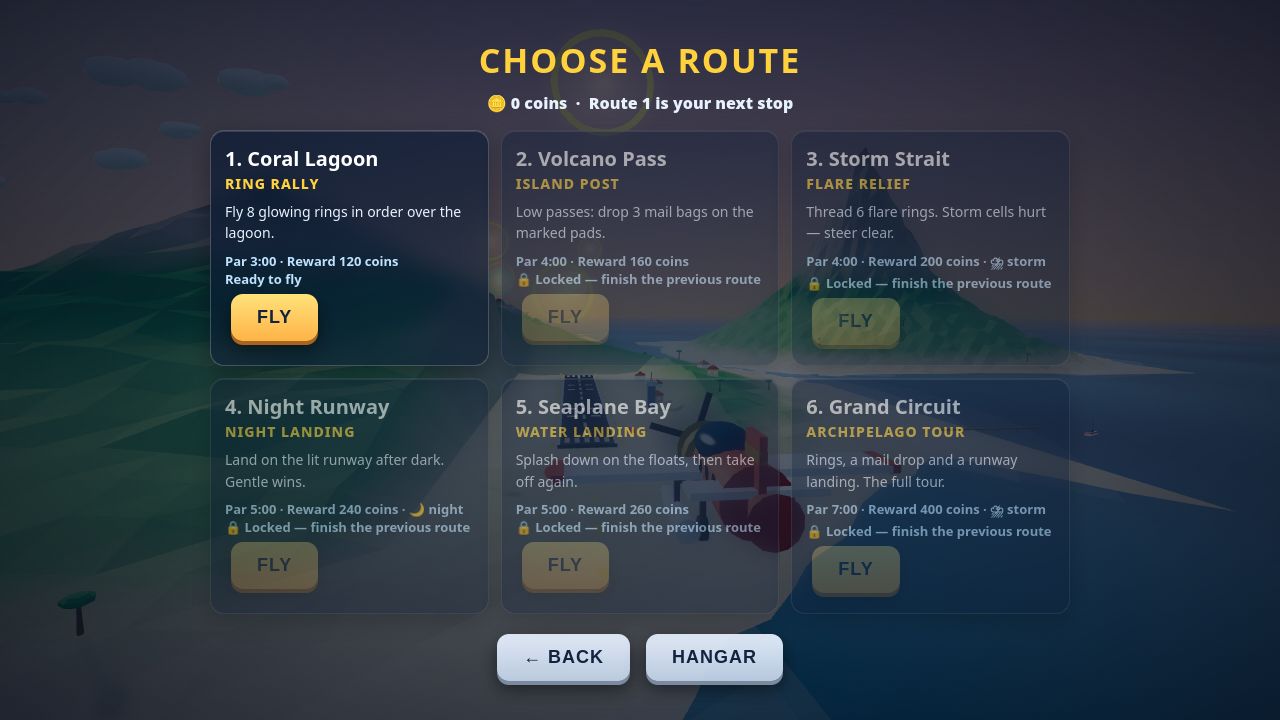 CHOOSE A ROUTE
🪙 0 coins · Route 1 is your next stop
1. Coral Lagoon
RING RALLY
Fly 8 glowing rings in order over the
lagoon.
Par 3:00 · Reward 120 coins
Ready to fly
FLY
2. Volcano Pass
ISLAND POST
Low passes: drop 3 mail bags on the
marked pads.
Par 4:00 · Reward 160 coins
🔒 Locked — finish the previous route
FLY
3. Storm Strait
FLARE RELIEF
Thread 6 flare rings. Storm cells hurt
— steer clear.
Par 4:00 · Reward 200 coins · ⛈ storm
🔒 Locked — finish the previous route
FLY
4. Night Runway
NIGHT LANDING
Land on the lit runway after dark.
Gentle wins.
Par 5:00 · Reward 240 coins · 🌙 night
🔒 Locked — finish the previous route
FLY
5. Seaplane Bay
WATER LANDING
Splash down on the floats, then take
off again.
Par 5:00 · Reward 260 coins
🔒 Locked — finish the previous route
FLY
6. Grand Circuit
ARCHIPELAGO TOUR
Rings, a mail drop and a runway
landing. The full tour.
Par 7:00 · Reward 400 coins · ⛈ storm
🔒 Locked — finish the previous route
FLY
← BACK
HANGAR